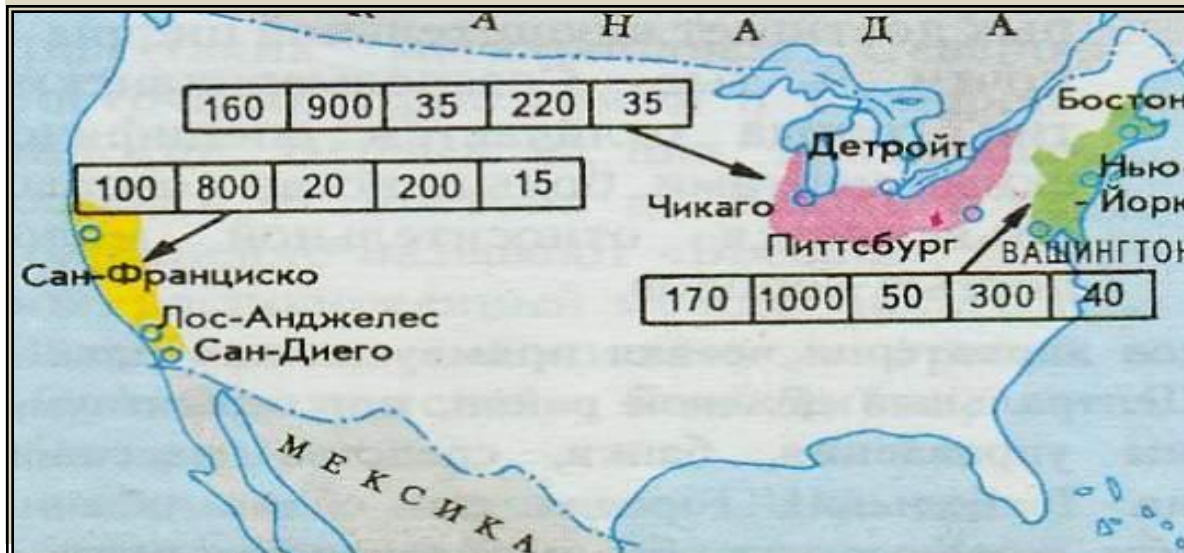 К А Н А Д А
160 900 35 220 35
100 800 20 200 15
Бостон
Детройт
Нью-
-Йорк
Чикаго
Питтсбург
ВАШИНГТОН
Сан-Франциско
170 1000 50 300 40
Лос-Анджелес
Сан-Диего
МЕКСИКА